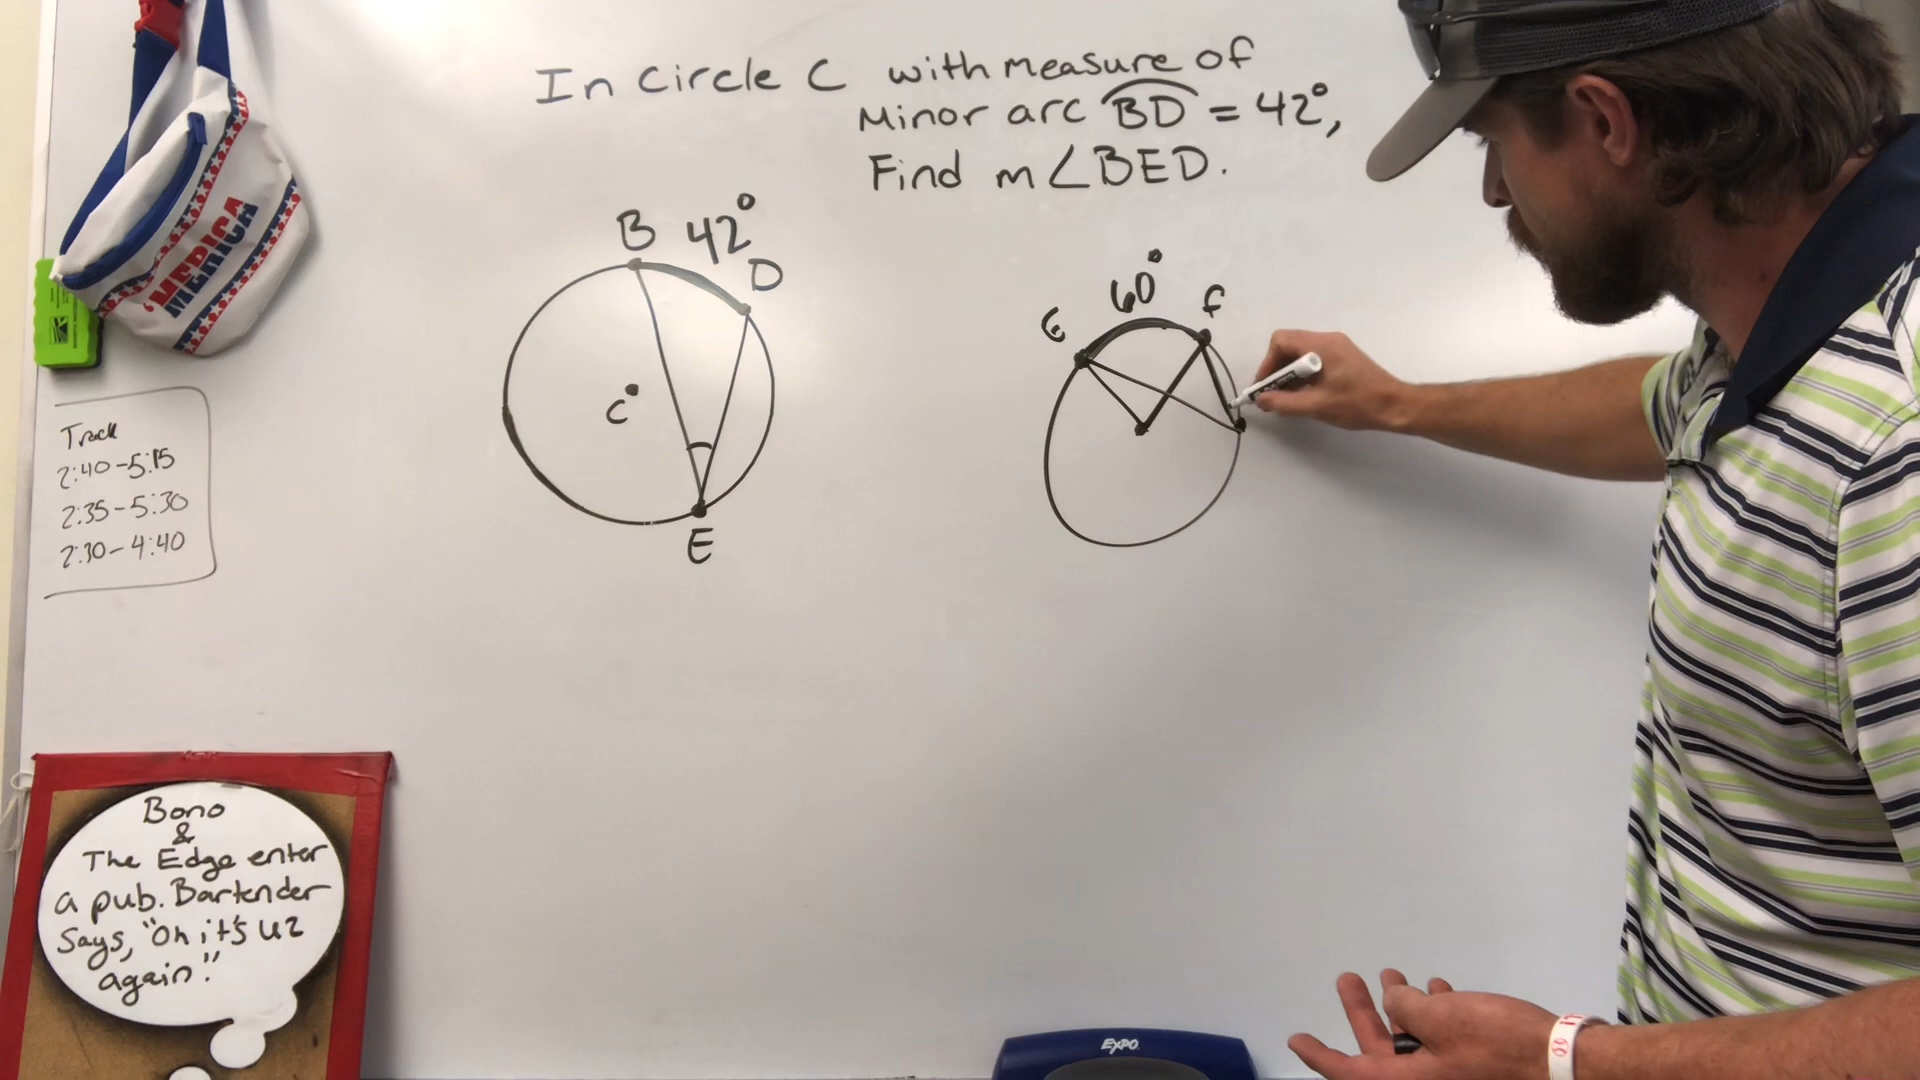 In Circle C with measure of
Minor arc BD = 42°,
Find m∠BED.
B 42°
D
C
E
60°
E
F
'MERICA
MERICA
Track
2:40-5:15
2:35-5:30
2:30-4:40
Bono
&
The Edge enter
a pub. Bartender
Says, "Oh it's U2
again."
EXPO